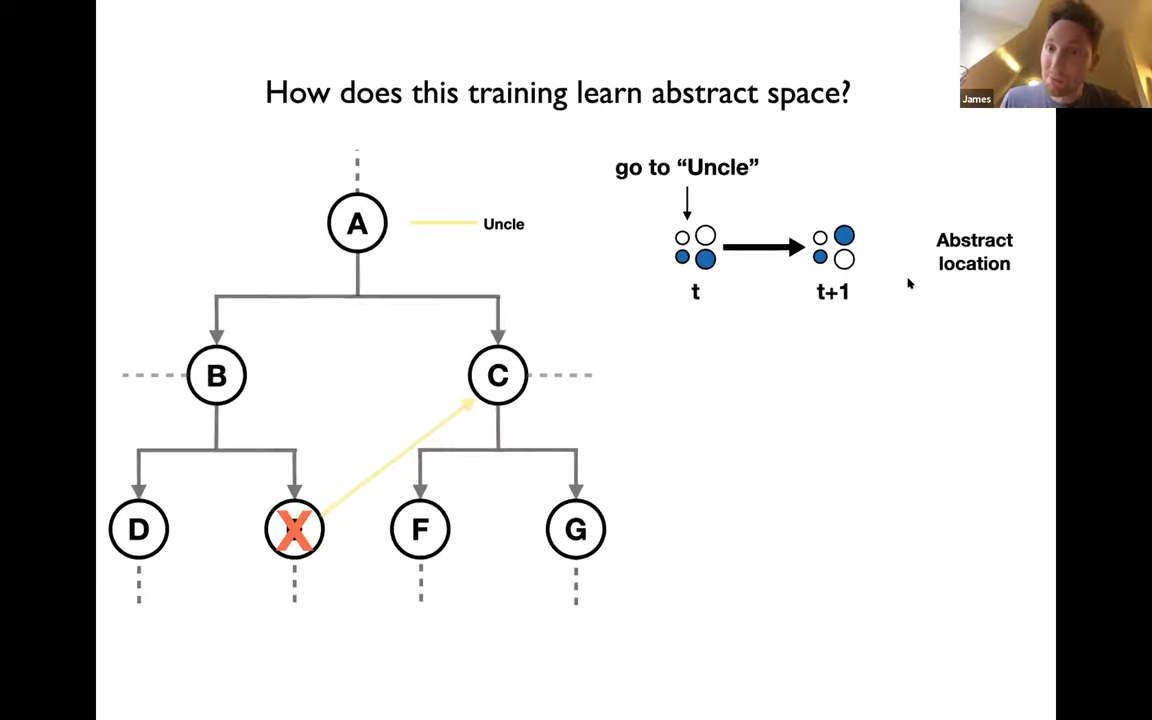 James
How does this training learn abstract space?
go to “Uncle”
A
Uncle
Abstract
location
t
t+1
B
C
D
X
F
G